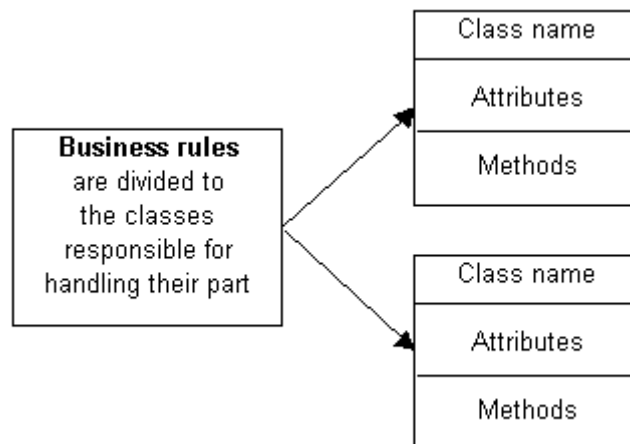 Business rules
are divided to
the classes
responsible for
handling their part
Class name
Attributes
Methods
Class name
Attributes
Methods